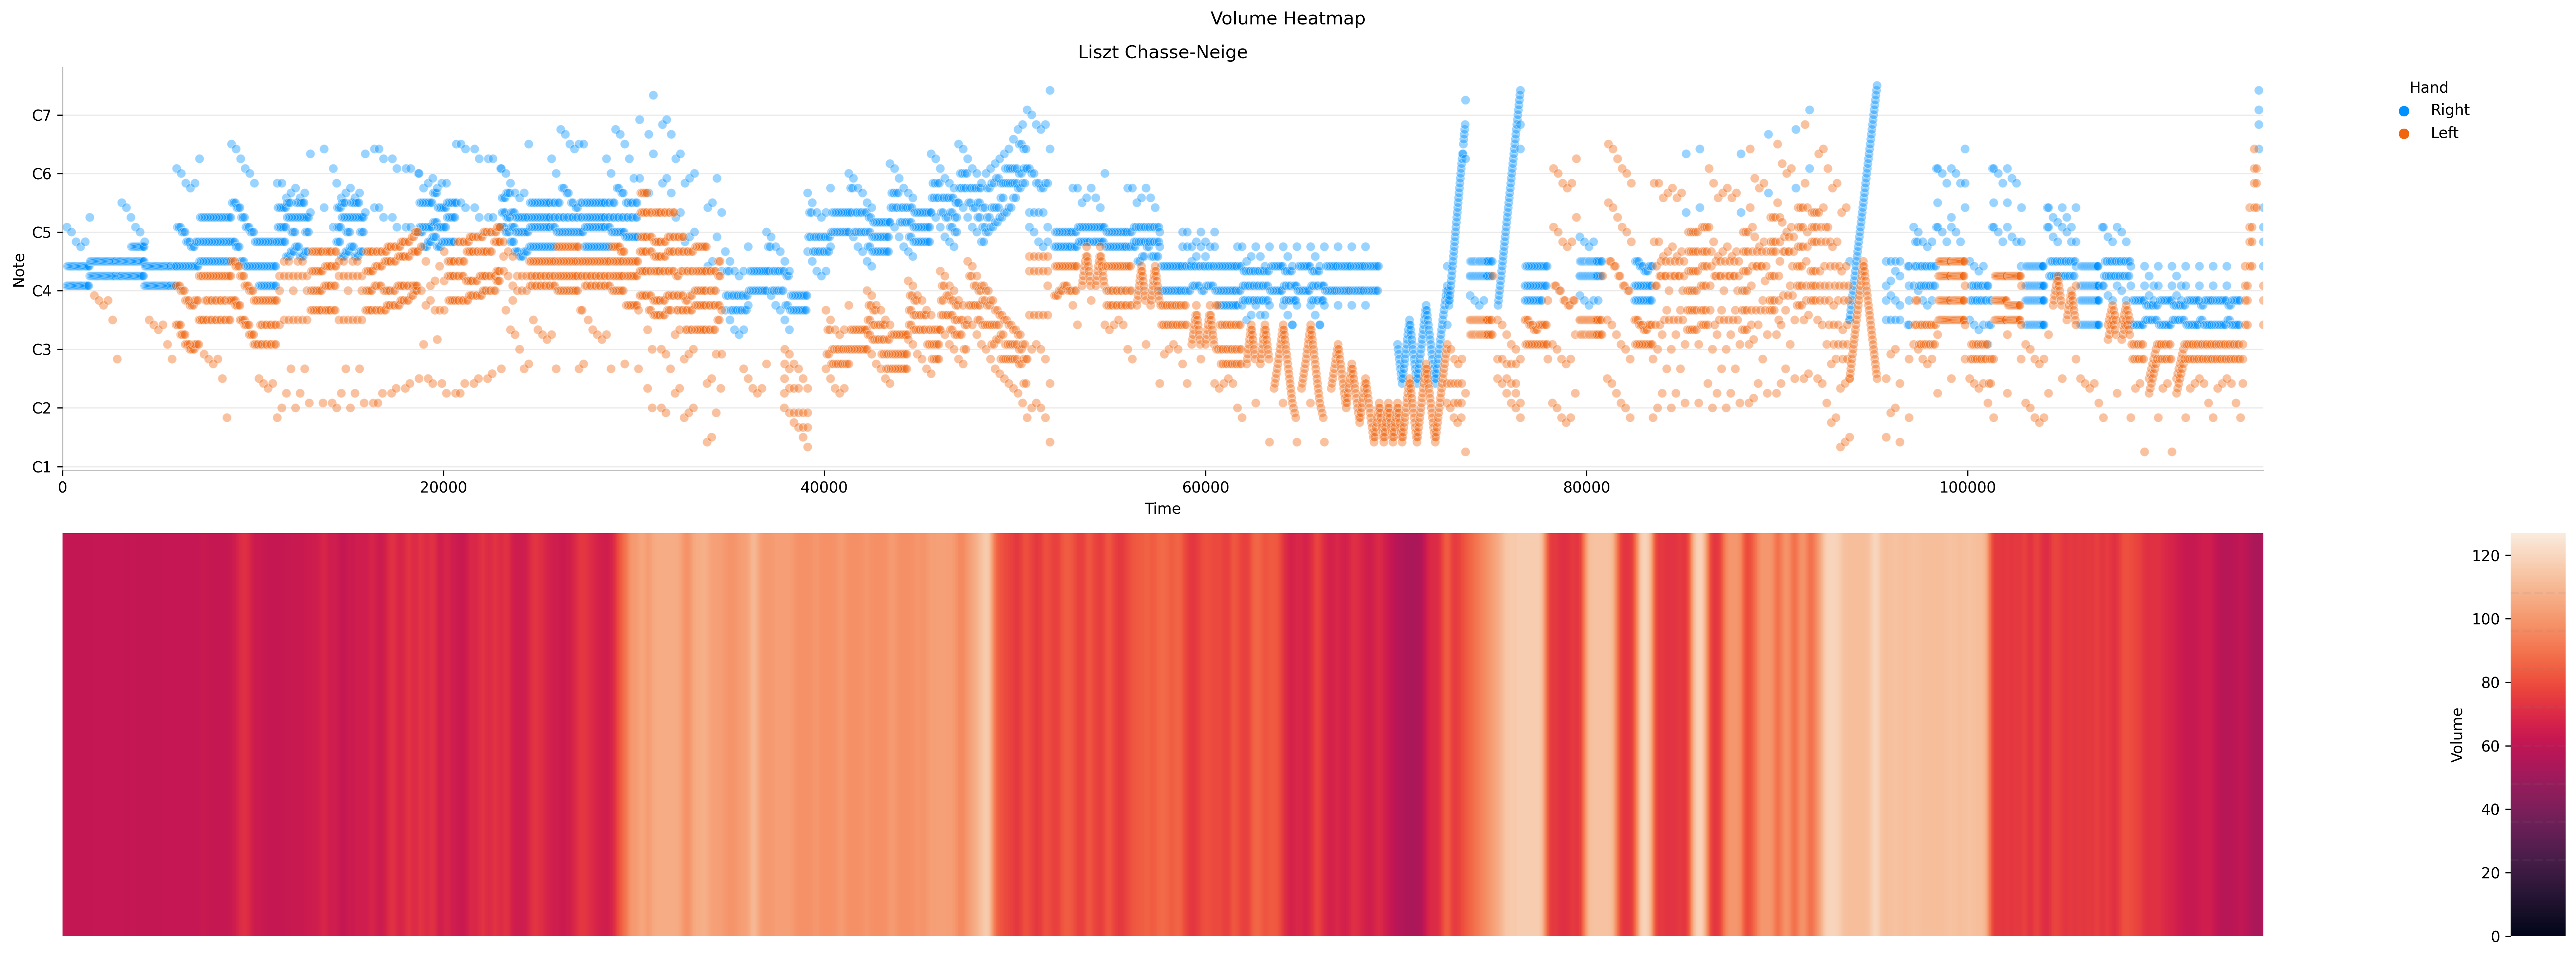 Volume Heatmap
Liszt Chasse-Neige
Hand
Right
Left
Note
C7
C6
C5
C4
C3
C2
C1
0 20000 40000 60000 80000 100000
Time
Volume
120
100
80
60
40
20
0